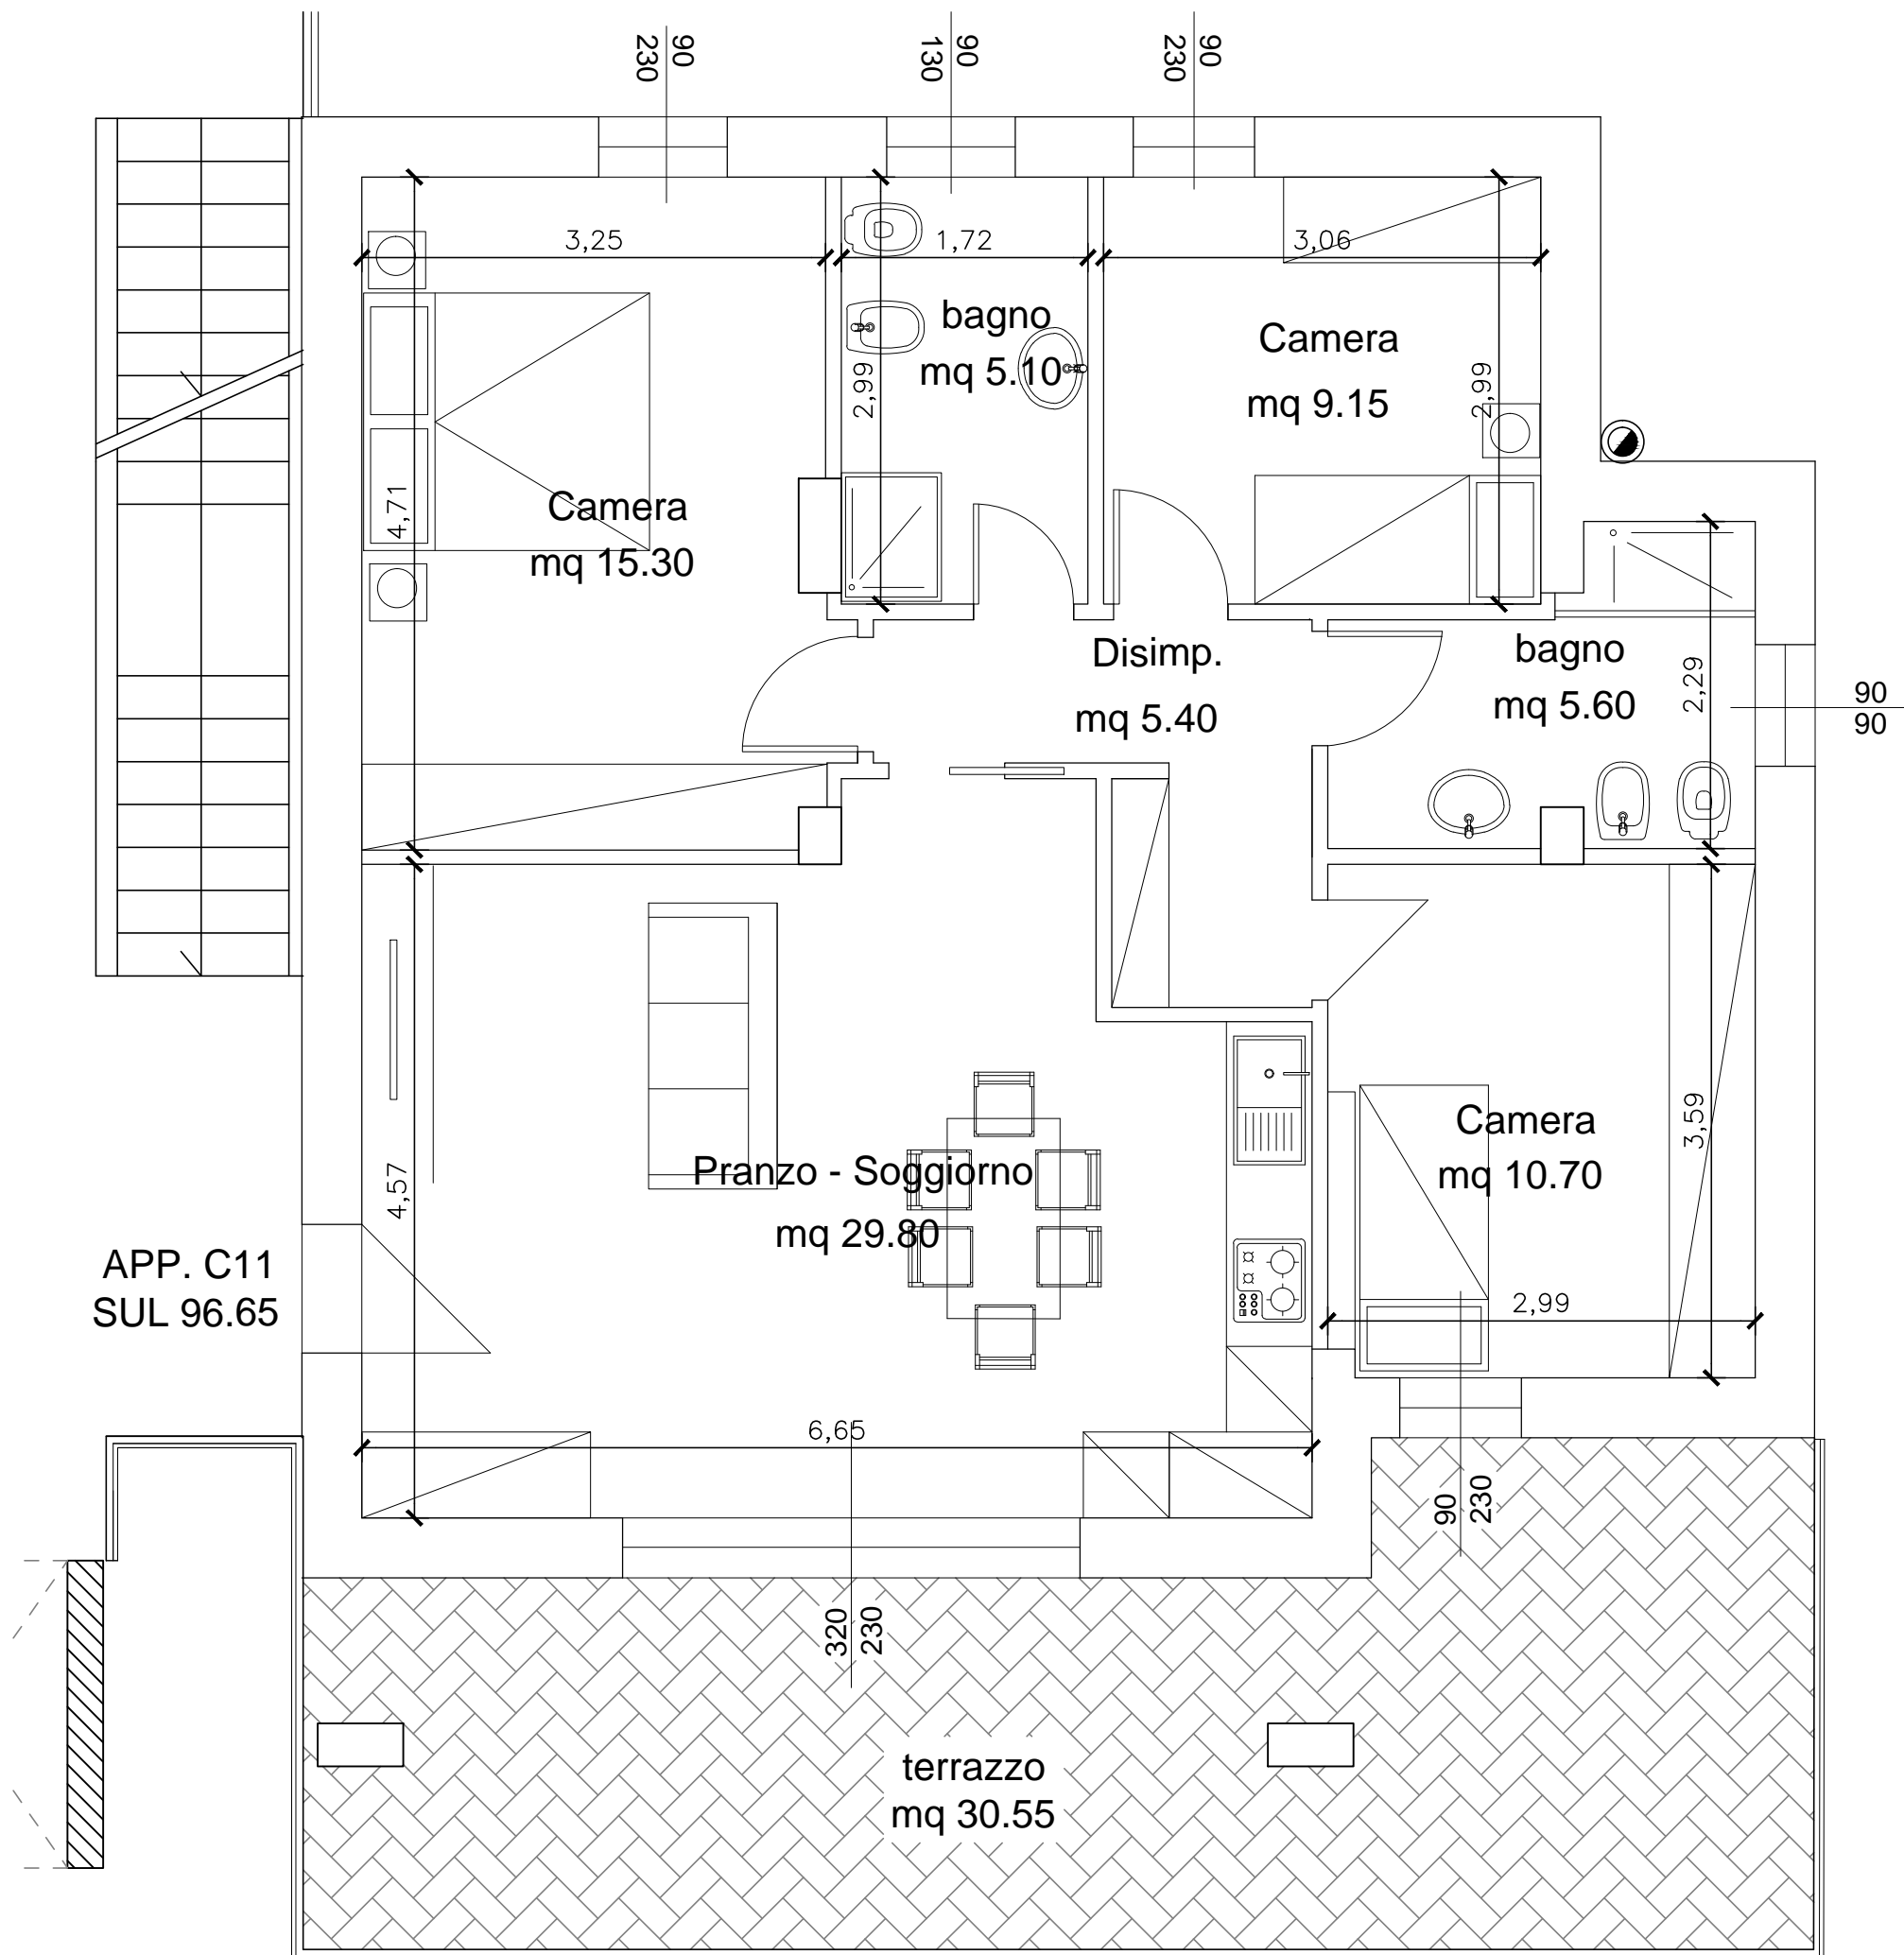 90
230
90
130
90
230
3,25
1,72
3,06
bagno
mq 5.10
Camera
mq 9.15
2,99
2,99
4,71
Camera
mq 15.30
Disimp.
mq 5.40
bagno
mq 5.60
2,29
90
90
Camera
mq 10.70
3,59
2,99
Pranzo - Soggiorno
mq 29.80
4,57
APP. C11
SUL 96.65
6,65
90
230
320
230
terrazzo
mq 30.55